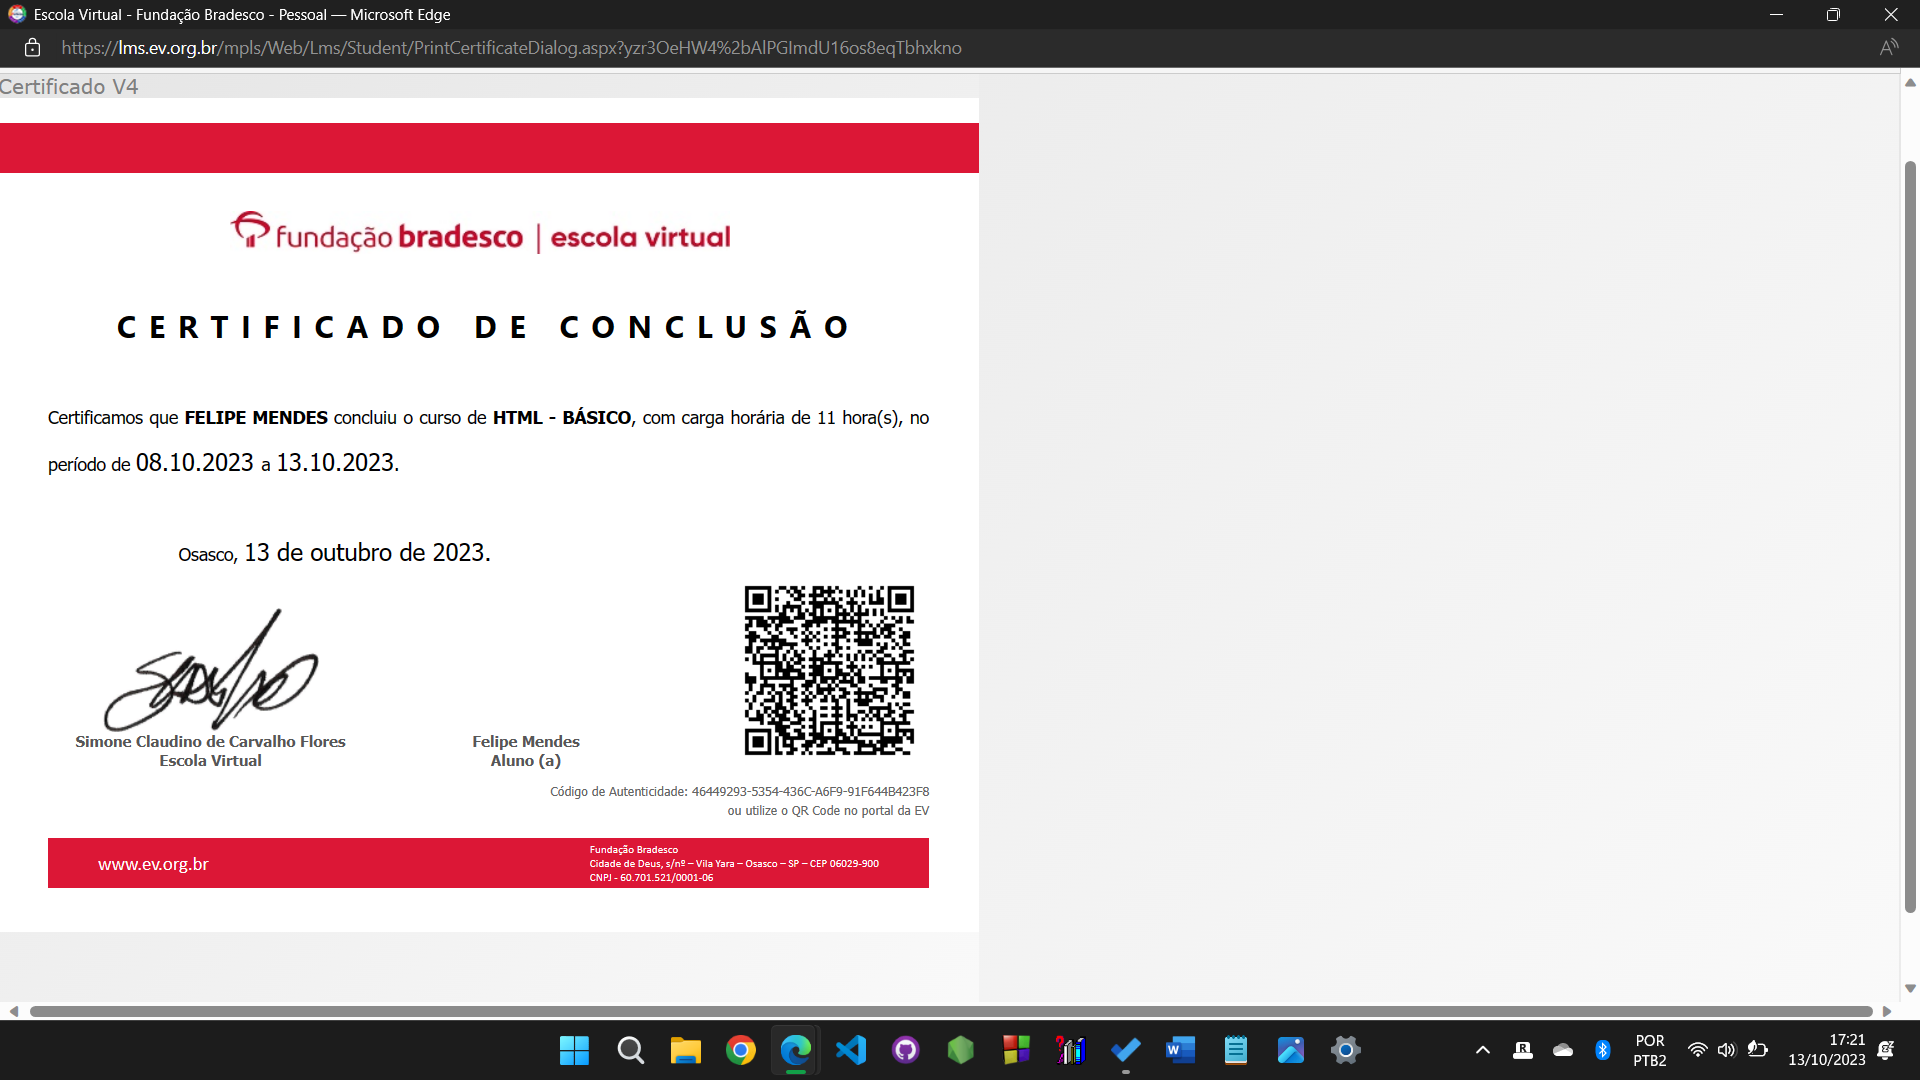 Escola Virtual - Fundação Bradesco - Pessoal — Microsoft Edge
https://lms.ev.org.br/mpls/Web/Lms/Student/PrintCertificateDialog.aspx?yzr3OeHW4%2bAlPGlmdU16os8eqTbhxkno
Certificado V4
fundação bradesco | escola virtual
CERTIFICADO DE CONCLUSÃO
Certificamos que FELIPE MENDES concluiu o curso de HTML - BÁSICO, com carga horária de 11 hora(s), no
período de 08.10.2023 a 13.10.2023.
Osasco, 13 de outubro de 2023.
Simone Claudino de Carvalho Flores
Escola Virtual
Felipe Mendes
Aluno (a)
Código de Autenticidade: 46449293-5354-436C-A6F9-91F644B423F8
ou utilize o QR Code no portal da EV
www.ev.org.br
Fundação Bradesco
Cidade de Deus, s/nº – Vila Yara – Osasco – SP – CEP 06029-900
CNPJ - 60.701.521/0001-06
POR
PTB2
17:21
13/10/2023